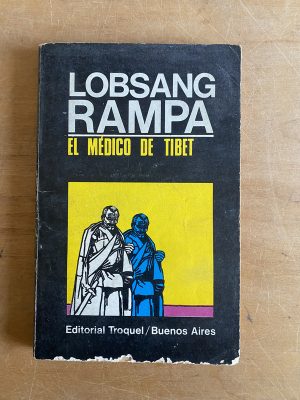 LOBSANG
RAMPA
EL MÉDICO DE TIBET
Editorial Troquel/Buenos Aires